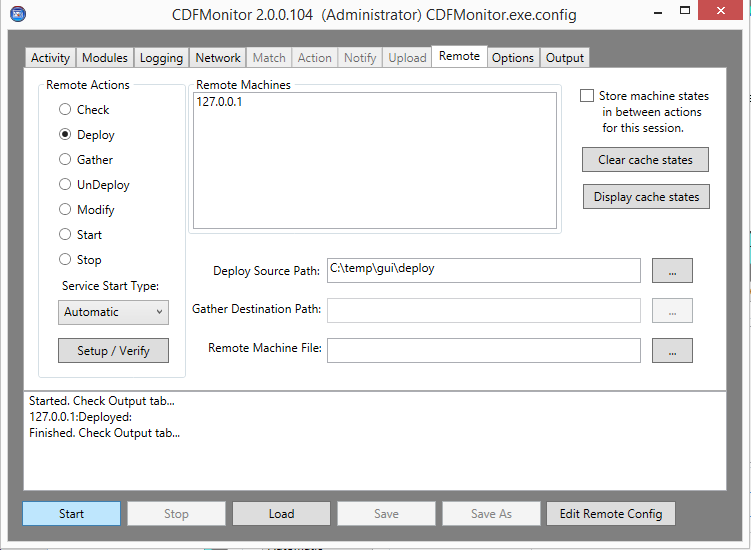 CDFMonitor 2.0.0.104 (Administrator) CDFMonitor.exe.config
Activity Modules Logging Network Match Action Notify Upload Remote Options Output
Remote Actions
Check
Deploy
Gather
UnDeploy
Modify
Start
Stop
Service Start Type:
Automatic
Setup / Verify
Remote Machines
127.0.0.1
Store machine states
in between actions
for this session.
Clear cache states
Display cache states
Deploy Source Path: C:\temp\gui\deploy ...
Gather Destination Path: ...
Remote Machine File: ...
Started. Check Output tab...
127.0.0.1:Deployed:
Finished. Check Output tab...
Start Stop Load Save Save As Edit Remote Config